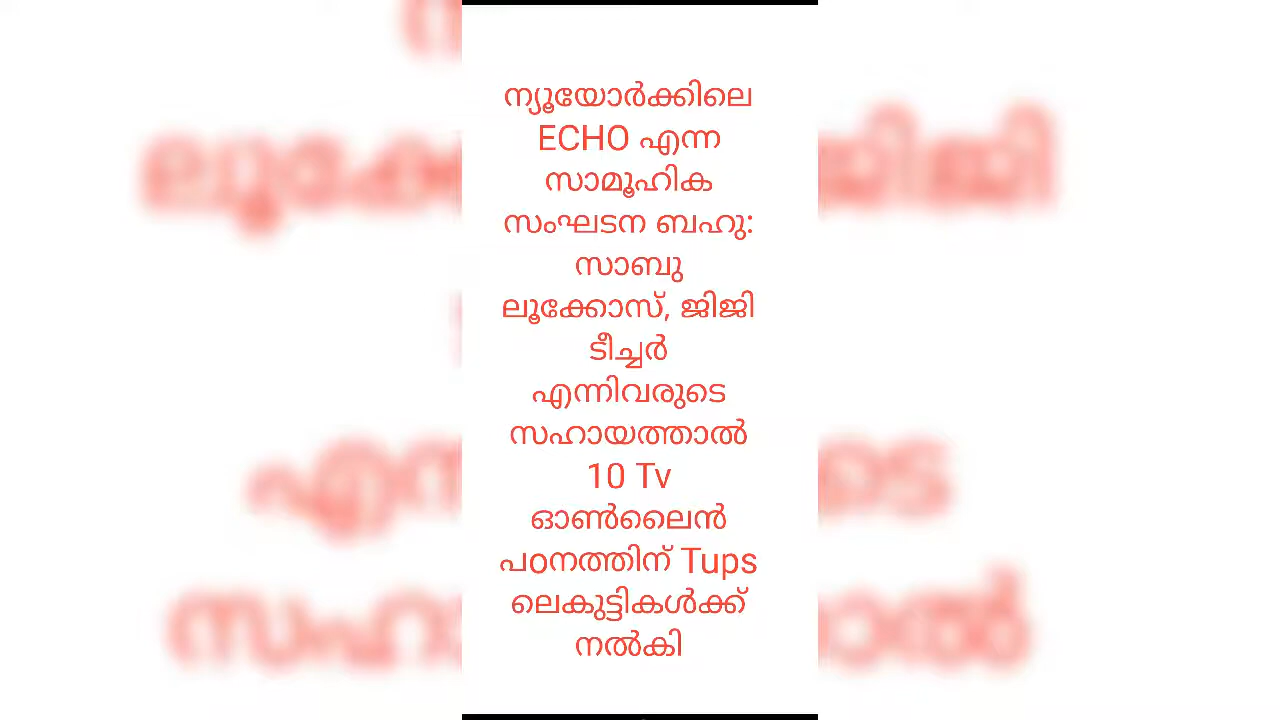 ന്യൂയോർക്കിലെ
ECHO എന്ന
സാമൂഹിക
സംഘടന ബഹു:
സാബു
ലൂക്കോസ്, ജിജി
ടീച്ചർ
എന്നിവരുടെ
സഹായത്താൽ
10 Tv
ഓൺലൈൻ
പഠനത്തിന് Tups
ലെകുട്ടികൾക്ക്
നൽകി